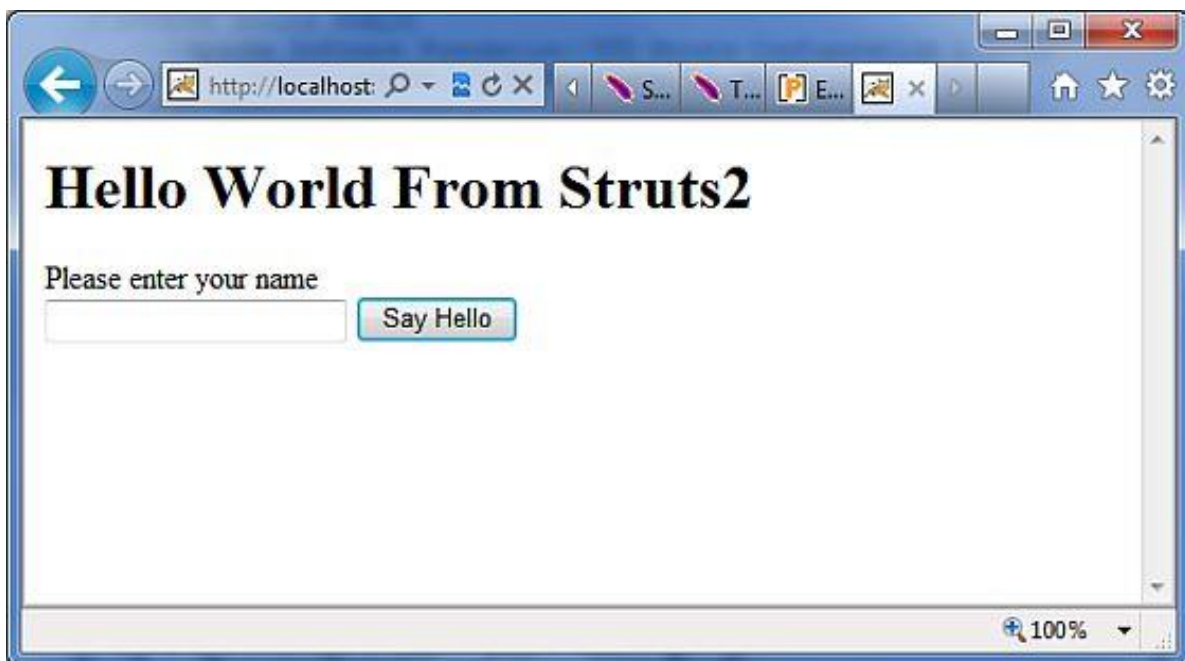 http://localhost:
S...
T...
[P] E...
Hello World From Struts2
Please enter your name
Say Hello
100%